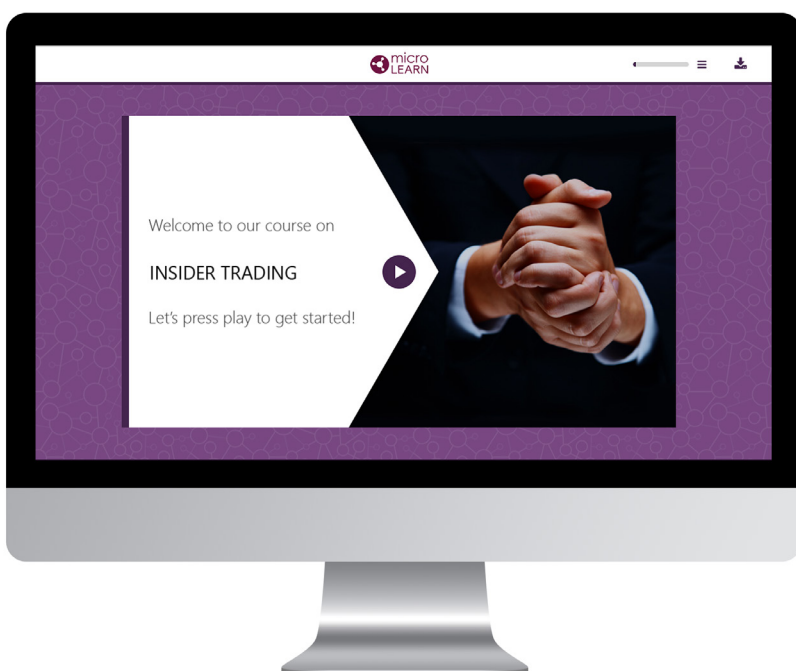 micro
LEARN
Welcome to our course on
INSIDER TRADING
Let's press play to get started!